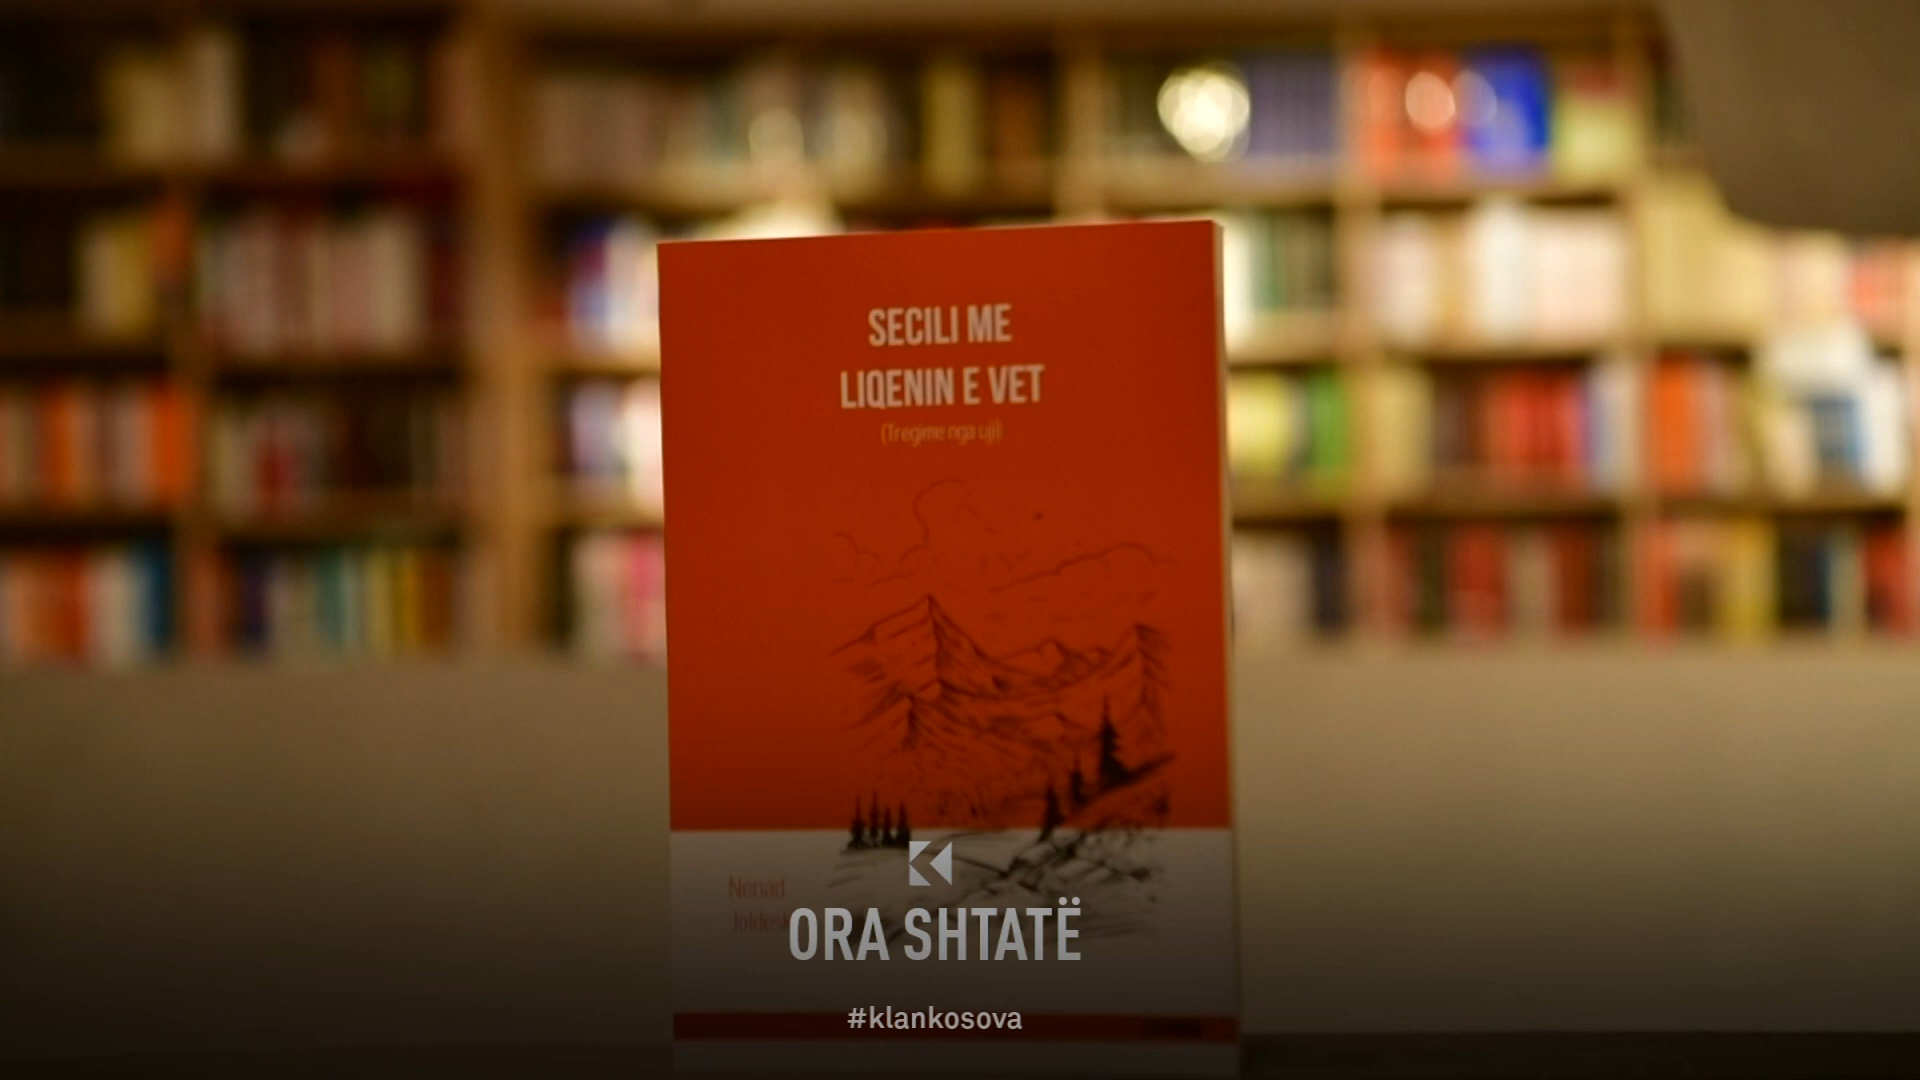 SECILI ME
LIQENIN E VET
(Tregime nga uji)
Nenad
ORA SHTATË
#klankosova